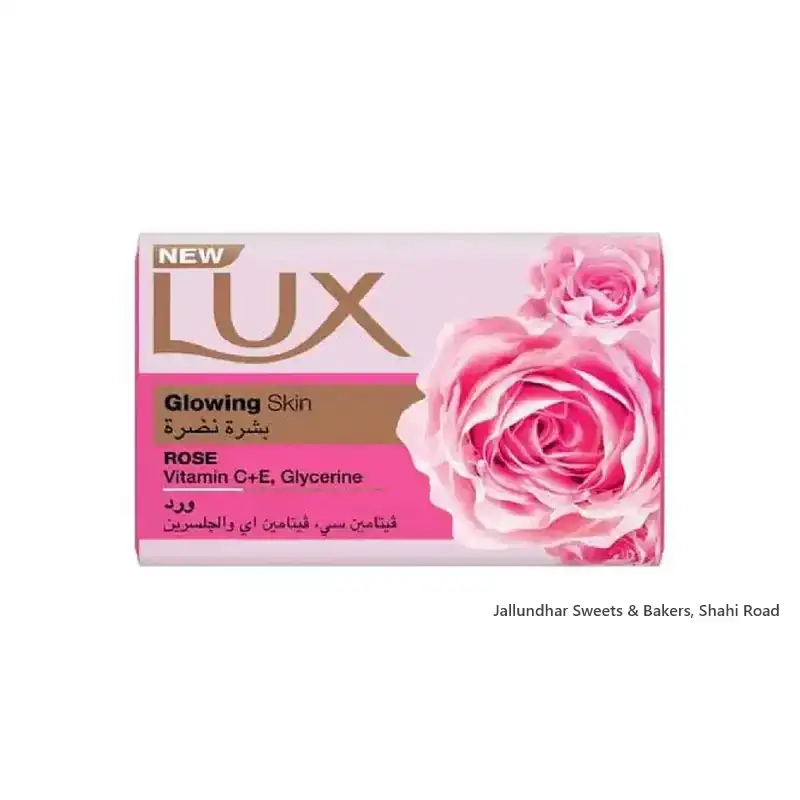 NEW
LUX
Glowing Skin
بشرة نضرة
ROSE
Vitamin C+E, Glycerine
ورد
ڤيتامين سي، ڤيتامين اي والجلسرين
Jallundhar Sweets & Bakers, Shahi Road